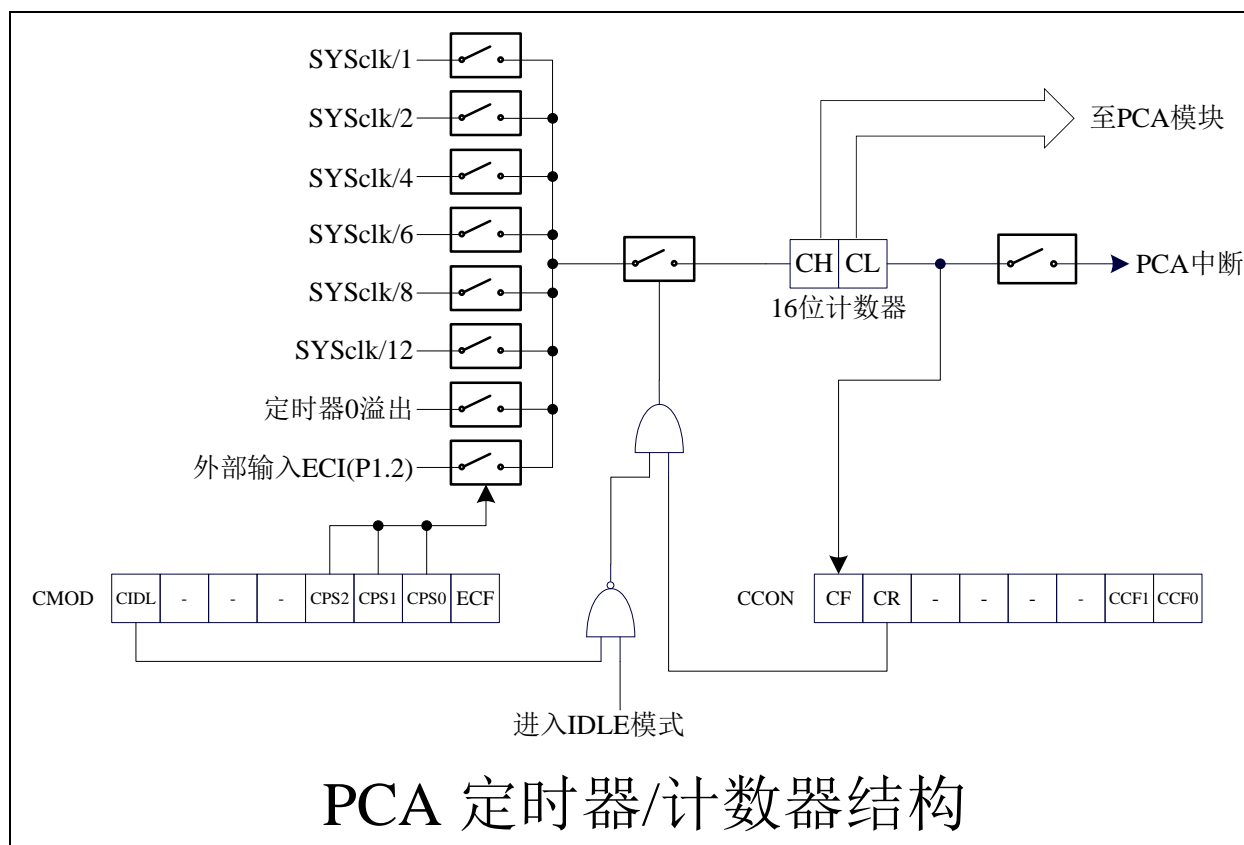 SYSclk/1
SYSclk/2
SYSclk/4
SYSclk/6
SYSclk/8
SYSclk/12
定时器0溢出
外部输入ECI(P1.2)
至PCA模块
CH CL
16位计数器
PCA中断
CMOD CIDL - - - CPS2 CPS1 CPS0 ECF
CCON CF CR - - - - CCF1 CCF0
进入IDLE模式
PCA 定时器/计数器结构